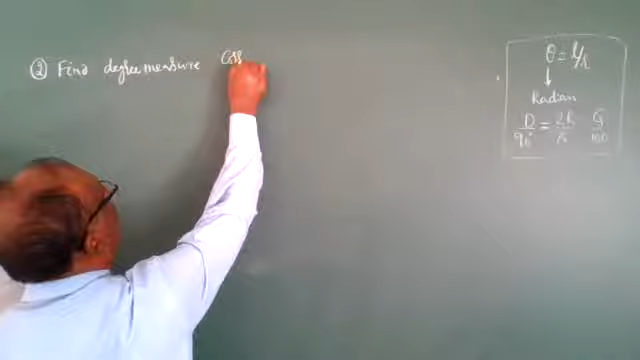 ② Find degree measure
θ = l/r
↓
Radian
D/90° = 2R/π G/100